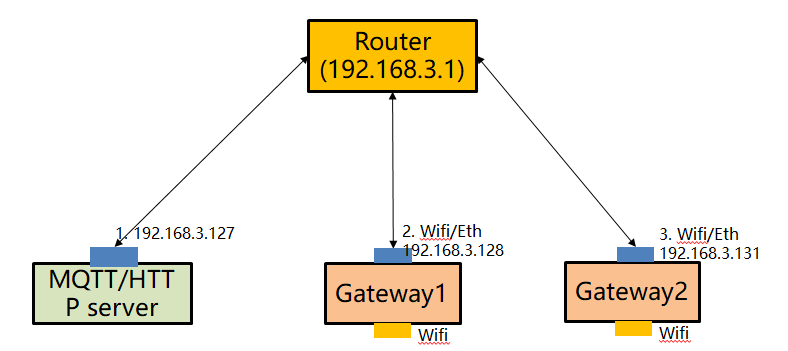 Router
(192.168.3.1)
1. 192.168.3.127
2. Wifi/Eth
192.168.3.128
3. Wifi/Eth
192.168.3.131
MQTT/HTT
P server
Gateway1
Gateway2
Wifi
Wifi